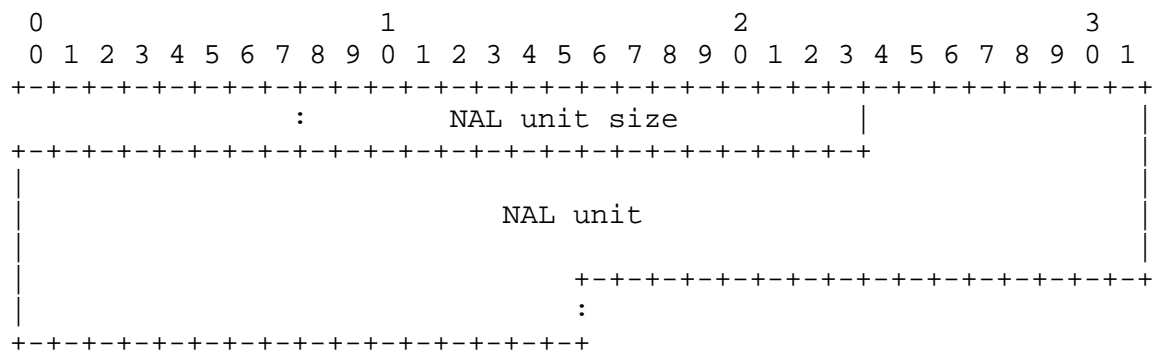 0                   1                   2                   3
 0 1 2 3 4 5 6 7 8 9 0 1 2 3 4 5 6 7 8 9 0 1 2 3 4 5 6 7 8 9 0 1
+-+-+-+-+-+-+-+-+-+-+-+-+-+-+-+-+-+-+-+-+-+-+-+-+-+-+-+-+-+-+-+-+
                :        NAL unit size          |               |
+-+-+-+-+-+-+-+-+-+-+-+-+-+-+-+-+-+-+-+-+-+-+-+-+               |
|                                                               |
|                           NAL unit                            |
|                                                               |
|                               +-+-+-+-+-+-+-+-+-+-+-+-+-+-+-+-+
|                               :
+-+-+-+-+-+-+-+-+-+-+-+-+-+-+-+-+